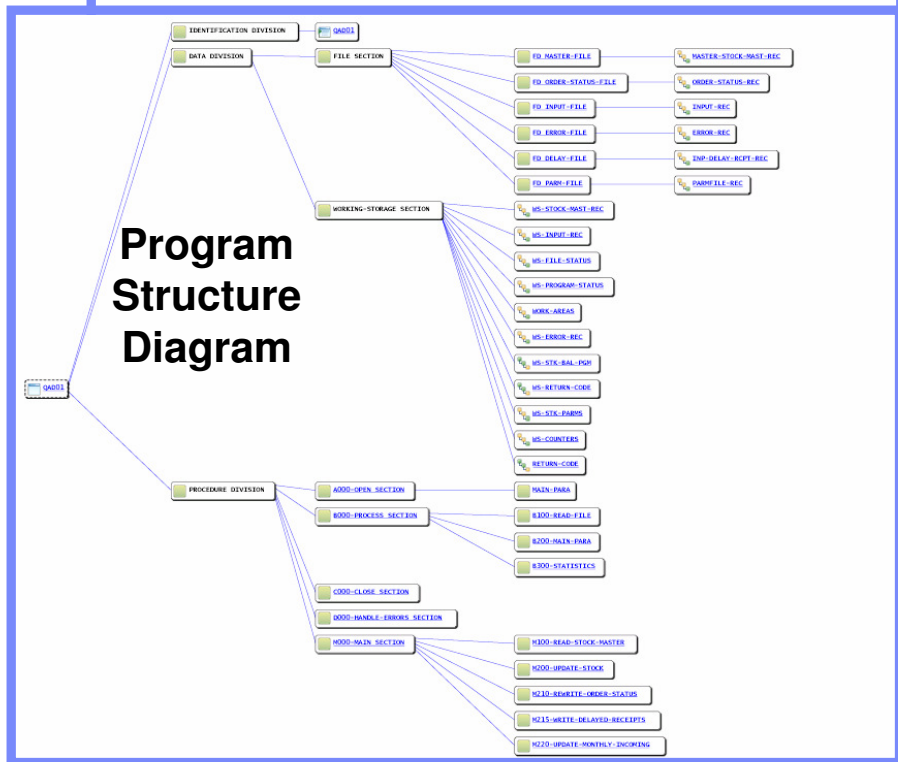 IDENTIFICATION DIVISION
QAD01
DATA DIVISION
FILE SECTION
FD MASTER-FILE
MASTER-STOCK-MAST-REC
FD ORDER-STATUS-FILE
ORDER-STATUS-REC
FD INPUT-FILE
INPUT-REC
FD ERROR-FILE
ERROR-REC
FD DELAY-FILE
INP-DELAY-RCPT-REC
FD PARM-FILE
PARMFILE-REC
WORKING-STORAGE SECTION
WS-STOCK-MAST-REC
WS-INPUT-REC
WS-FILE-STATUS
WS-PROGRAM-STATUS
WORK-AREAS
WS-ERROR-REC
WS-STK-BAL-PGM
WS-RETURN-CODE
WS-STK-PARMS
WS-COUNTERS
RETURN-CODE
Program
Structure
Diagram
QAD01
PROCEDURE DIVISION
A000-OPEN SECTION
MAIN-PARA
B000-PROCESS SECTION
B100-READ-FILE
B200-MAIN-PARA
B300-STATISTICS
C000-CLOSE SECTION
D000-HANDLE-ERRORS SECTION
M000-MAIN SECTION
M100-READ-STOCK-MASTER
M200-UPDATE-STOCK
M210-REWRITE-ORDER-STATUS
M215-WRITE-DELAYED-RECEIPTS
M220-UPDATE-MONTHLY-INCOMING